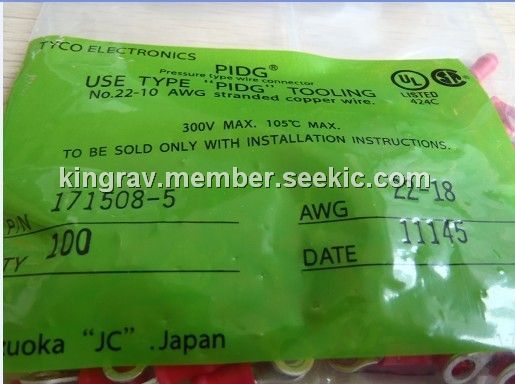 TYCO ELECTRONICS
PIDG®
Pressure type wire connector
USE TYPE "PIDG" TOOLING
No.22-10 AWG stranded copper wire.
UL LISTED 424C
300V MAX. 105℃ MAX.
TO BE SOLD ONLY WITH INSTALLATION INSTRUCTIONS.
kingrav.member.seekic.com
P/N 171508-5 AWG 22-18
TY 100 DATE 11145
zuoka "JC" .Japan